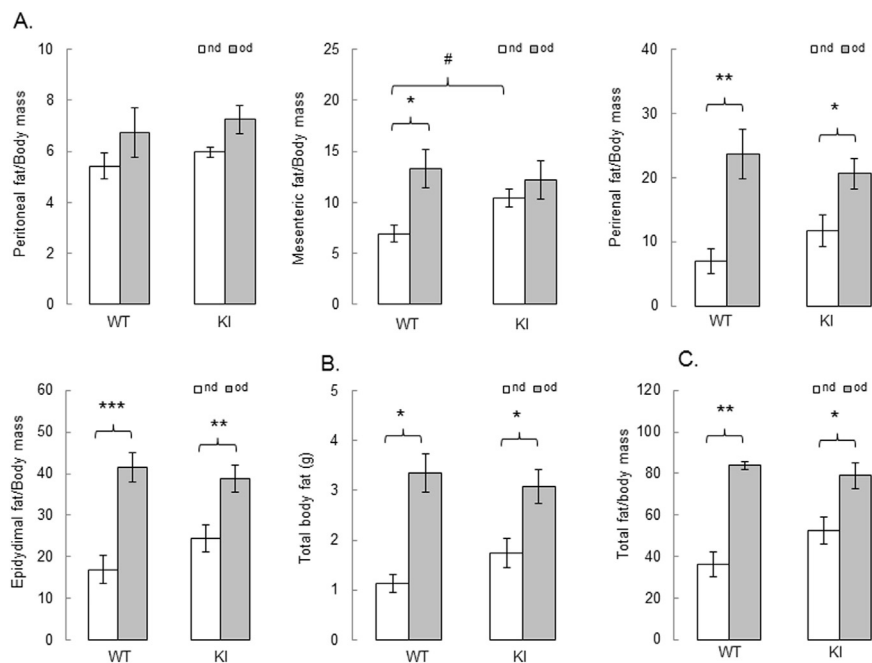 A.
nd od
Peritoneal fat/Body mass
10
8
6
4
2
0
WT KI
nd od
Mesenteric fat/Body mass
25
20
15
10
5
0
#
*
WT KI
nd od
Perirenal fat/Body mass
40
30
20
10
0
**
*
WT KI
nd od
Epidydimal fat/Body mass
60
50
40
30
20
10
0
***
**
WT KI
B.
nd od
Total body fat (g)
5
4
3
2
1
0
*
*
WT KI
C.
nd od
Total fat/body mass
120
100
80
60
40
20
0
**
*
WT KI